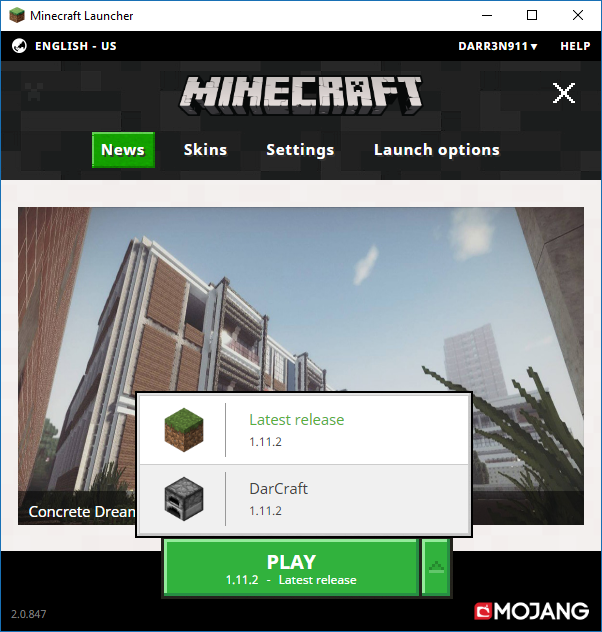 Minecraft Launcher
ENGLISH - US
DARR3N911 ▾
HELP
MINECRAFT
News
Skins
Settings
Launch options
Latest release
1.11.2
DarCraft
1.11.2
Concrete
PLAY
1.11.2 - Latest release
2.0.847
MOJANG